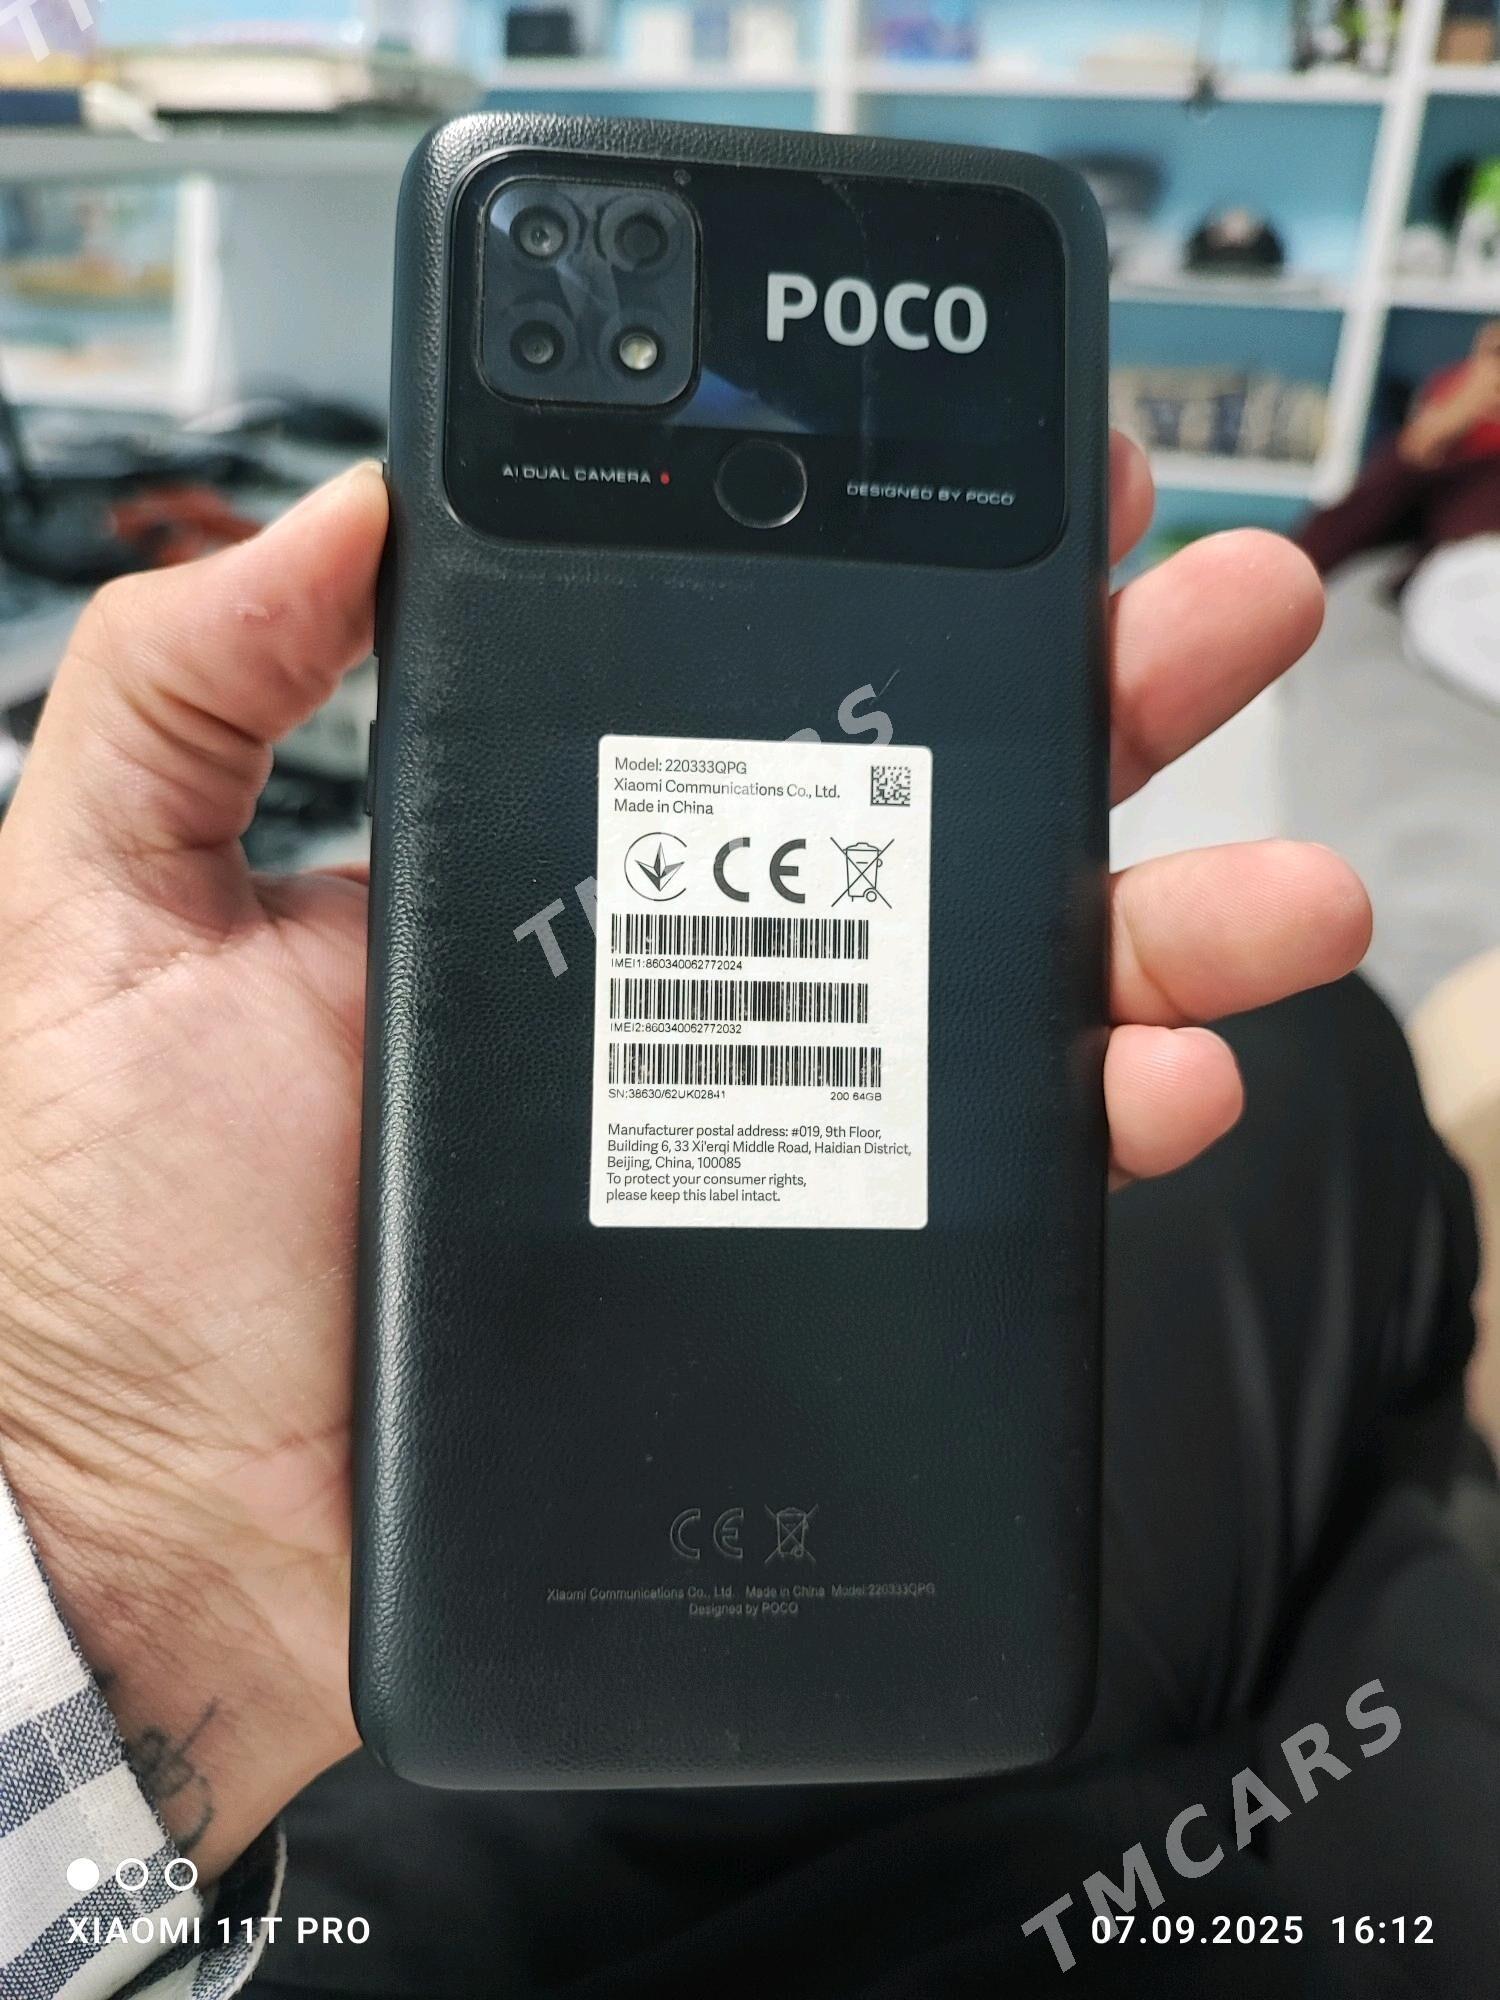 POCO
AI DUAL CAMERA
DESIGNED BY POCO
Model: 220333QPG
Xiaomi Communications Co., Ltd.
Made in China
CE
IMEI1:860340062772024
IMEI2:860340062772032
SN:38630/62UK02841 200 64GB
Manufacturer postal address: #019, 9th Floor,
Building 6, 33 Xi'erqi Middle Road, Haidian District,
Beijing, China, 100085
To protect your consumer rights,
please keep this label intact.
TMCARS
CE
Xiaomi Communications Co., Ltd. Made in China Model:220333QPG
Designed by POCO
TMCARS
XIAOMI 11T PRO
07.09.2025 16:12